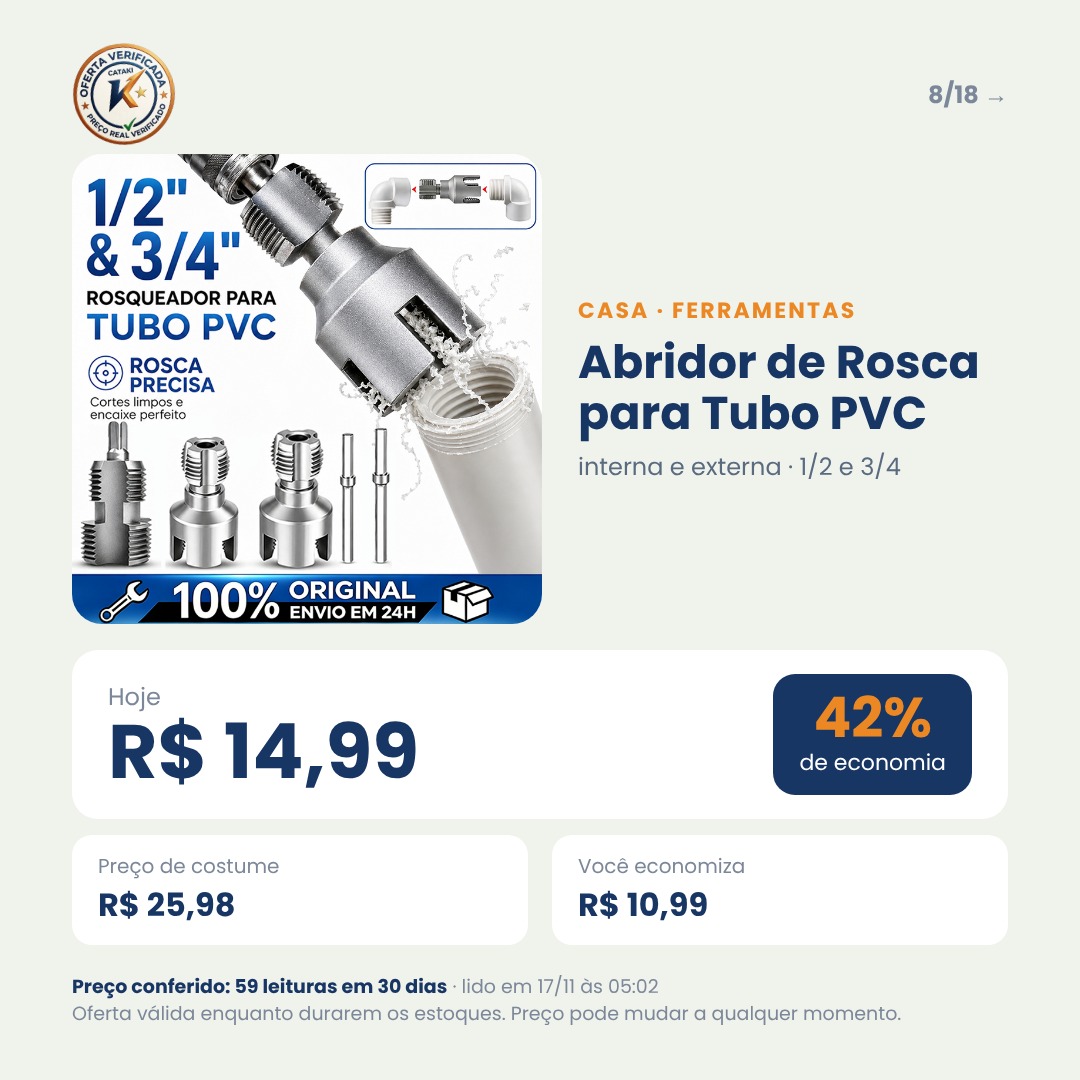 OFERTA VERIFICADA
CATAKI
K
PREÇO REAL VERIFICADO
8/18 →
1/2"
& 3/4"
ROSQUEADOR PARA
TUBO PVC
ROSCA
PRECISA
Cortes limpos e
encaixe perfeito
100% ORIGINAL
ENVIO EM 24H
CASA · FERRAMENTAS
Abridor de Rosca
para Tubo PVC
interna e externa · 1/2 e 3/4
Hoje
R$ 14,99
42%
de economia
Preço de costume
R$ 25,98
Você economiza
R$ 10,99
Preço conferido: 59 leituras em 30 dias · lido em 17/11 às 05:02
Oferta válida enquanto durarem os estoques. Preço pode mudar a qualquer momento.